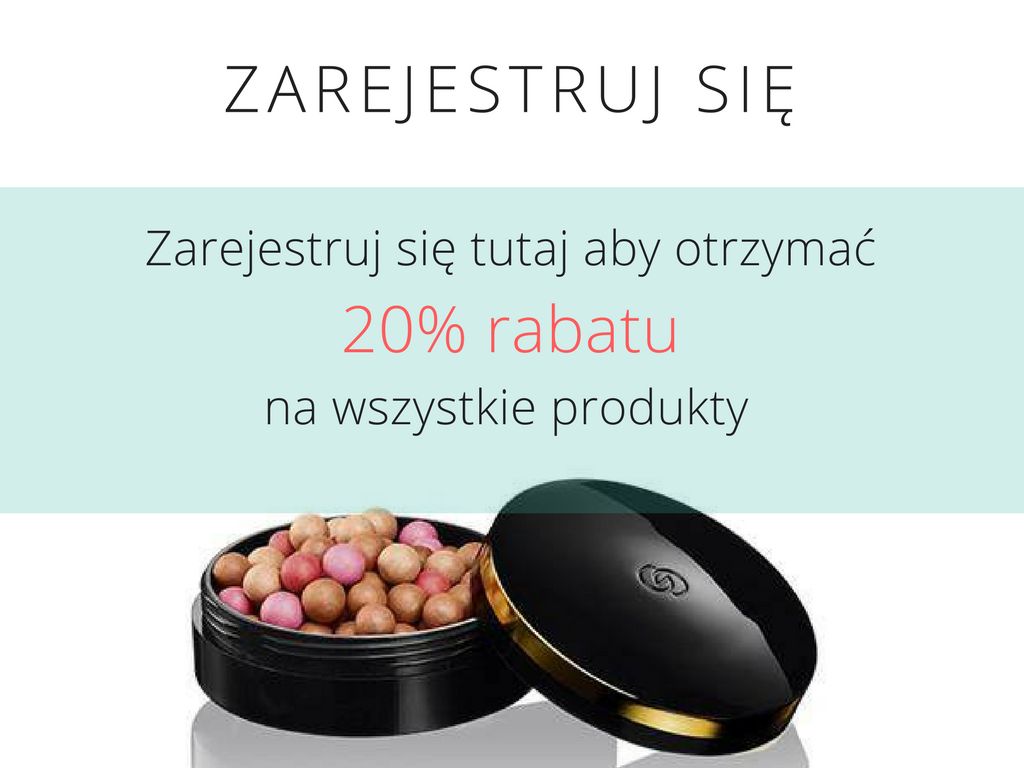 ZAREJESTRUJ SIĘ
Zarejestruj się tutaj aby otrzymać
20% rabatu
na wszystkie produkty